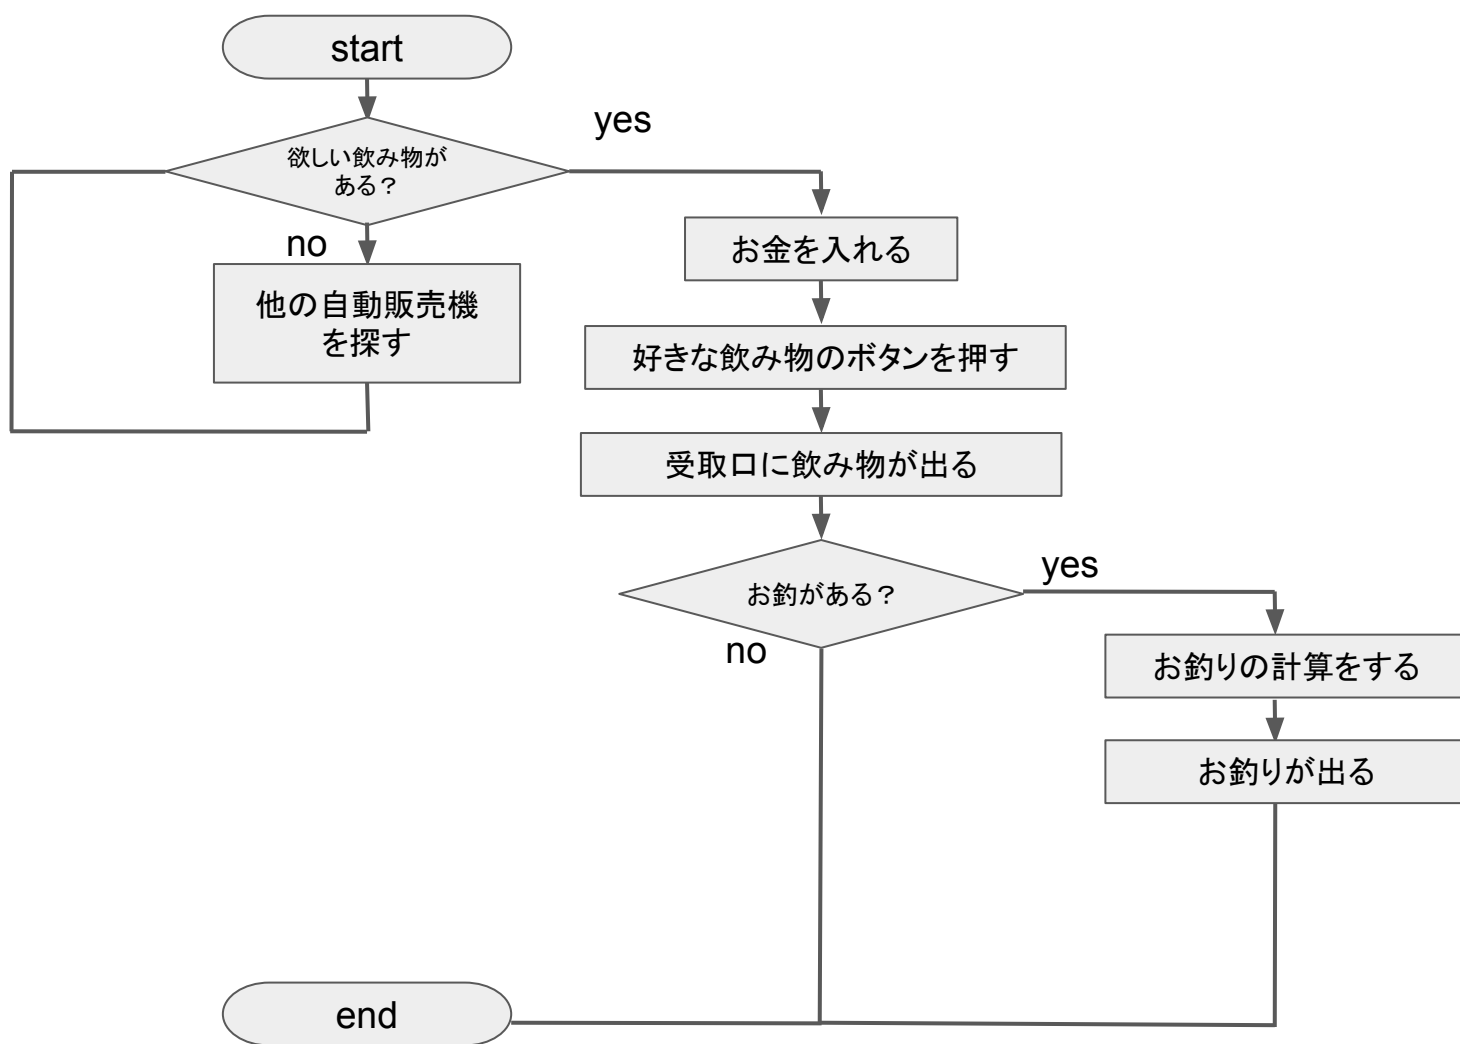 start
yes
欲しい飲み物が
ある？
no
お金を入れる
他の自動販売機
を探す
好きな飲み物のボタンを押す
受取口に飲み物が出る
yes
お釣がある？
no
お釣りの計算をする
お釣りが出る
end